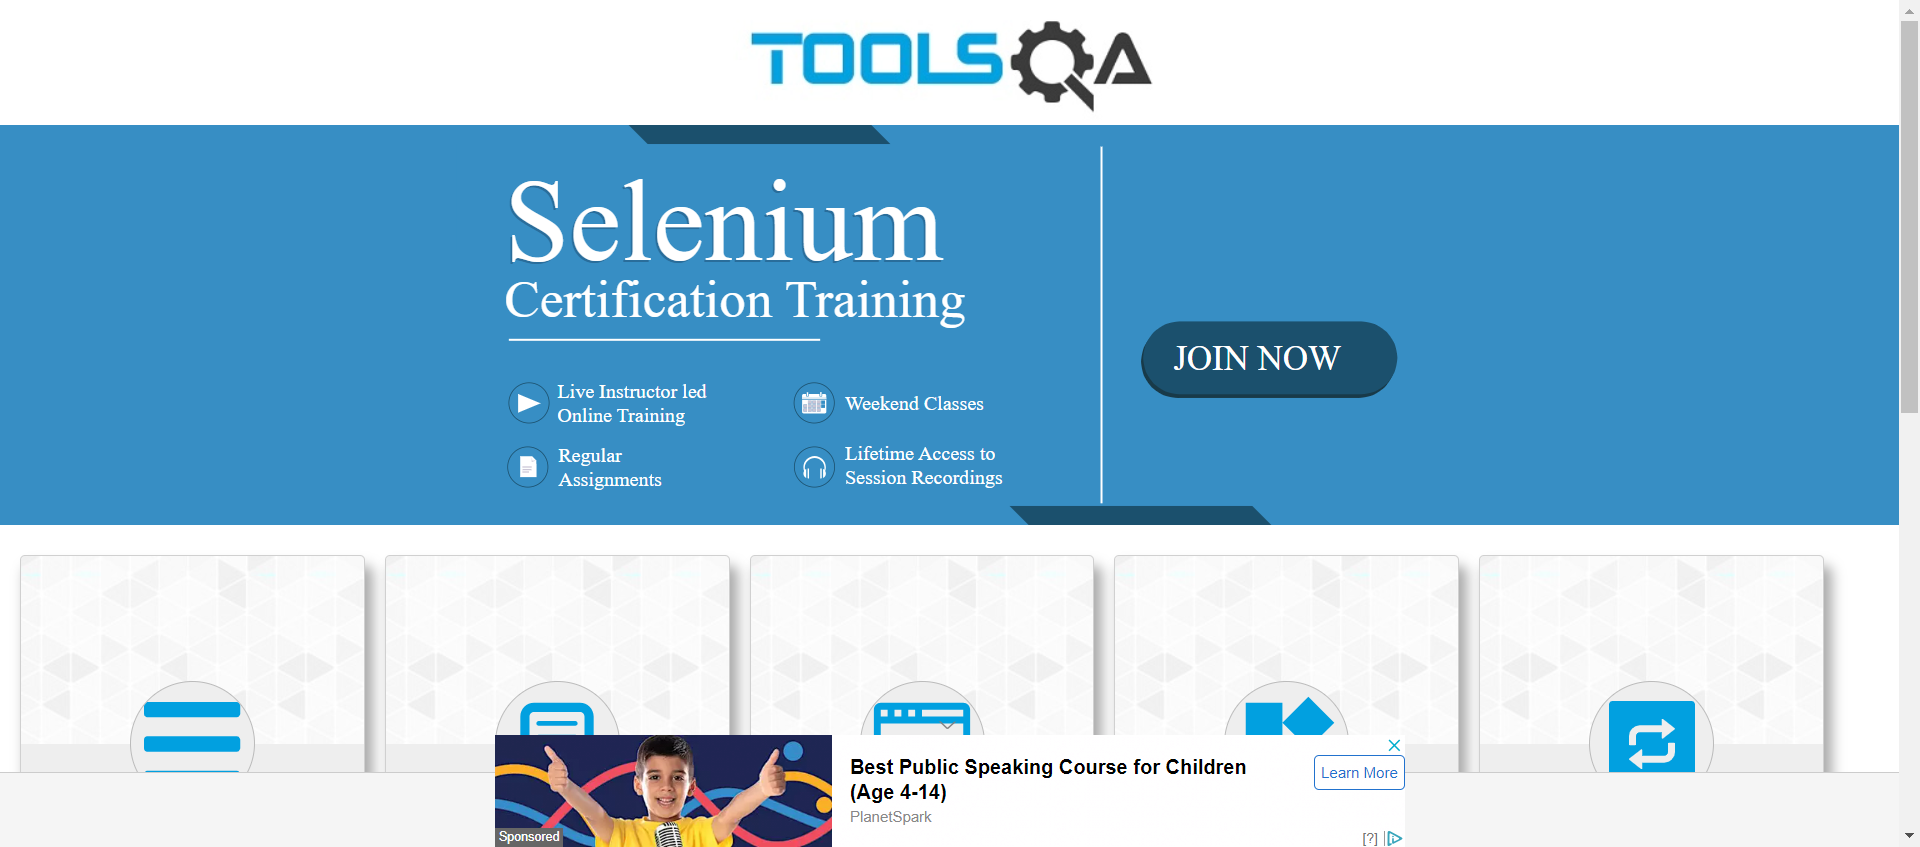 TOOLSQA
Selenium
Certification Training
Live Instructor led
Online Training
Weekend Classes
Regular
Assignments
Lifetime Access to
Session Recordings
JOIN NOW
Best Public Speaking Course for Children
(Age 4-14)
PlanetSpark
Learn More
Sponsored
[?]